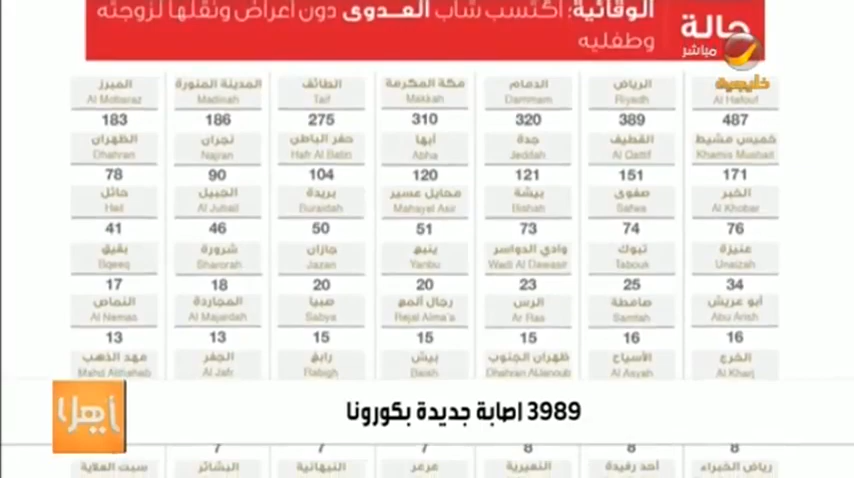 حالة
الوقائية؛ اكتسب شاب العـدوى دون أعراض ونقلها لزوجته
وطفليه
مباشر
خليجية
الرياض الدمام مكة المكرمة الطائف المدينة المنورة المبرز
Al Hofouf Riyadh Dammam Makkah Taif Madinah Al Mobarraz
487 389 320 310 275 186 183
خميس مشيط القطيف جدة أبها حفر الباطن نجران الظهران
Khamis Mushait Al Qattif Jeddah Abha Hafr Al Batin Najran Dhahran
171 151 121 120 104 90 78
الخبر صفوى بيشة محايل عسير بريدة الجبيل حائل
Al Khobar Safwa Bishah Mahayel Asir Buraidah Al Jubail Hail
76 74 73 51 50 46 41
عنيزة تبوك وادي الدواسر ينبع جازان شرورة بقيق
Unaizah Tabouk Wadi Al Dawasir Yanbu Jazan Sharorah Bqeeq
34 25 23 20 20 18 17
أبو عريش صامطة الرس رجال ألمع صبيا المجاردة النماص
Abu Arish Samtah Ar Rass Rejal Alma'a Sabya Al Majardah Al Namas
16 16 15 15 15 13 13
الخرج الأسياح ظهران الجنوب بيش رابغ الجفر مهد الذهب
Al Kharj Al Asyah Dhahran AlJanoub Baish Rabigh Al Jafr Mahd Althahab
أهلا
3989 اصابة جديدة بكورونا
8 8 8 7 7 7 7
رياض الخبراء أحد رفيدة النعيرية عرعر النبهانية البشائر سبت العلاية